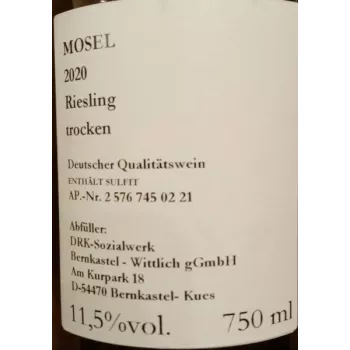 MOSEL
2020
Riesling
trocken
Deutscher Qualitätswein
ENTHÄLT SULFIT
AP.-Nr. 2 576 745 02 21
Abfüller:
DRK-Sozialwerk
Bernkastel - Wittlich gGmbH
Am Kurpark 18
D-54470 Bernkastel- Kues
11,5%vol. 750 ml